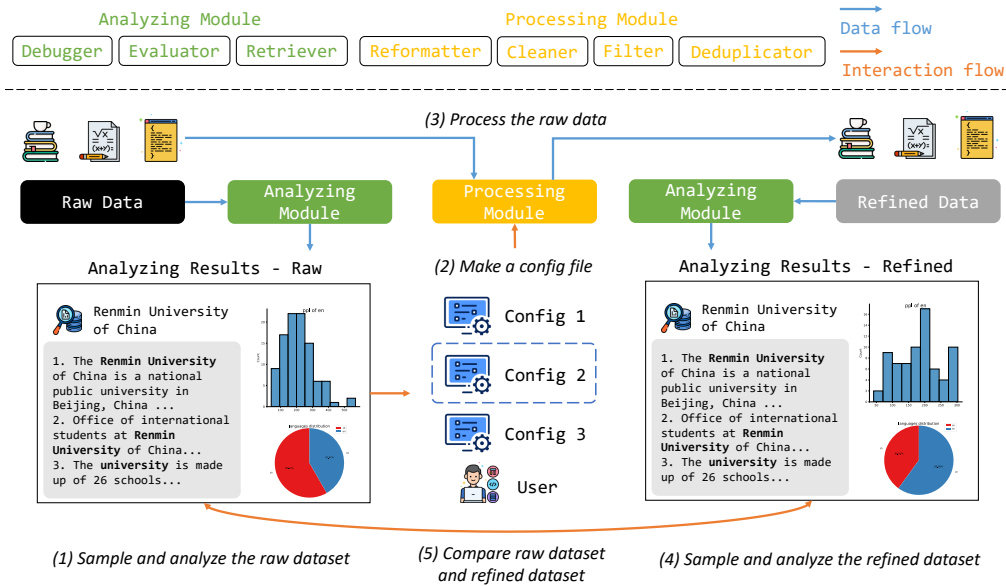 Analyzing Module
Processing Module
Debugger Evaluator Retriever
Reformatter Cleaner Filter Deduplicator
Data flow
Interaction flow
(3) Process the raw data
√x
(x+y)=
√x
(x+y)=
Raw Data
Analyzing
Module
Processing
Module
Analyzing
Module
Refined Data
Analyzing Results - Raw
(2) Make a config file
Analyzing Results - Refined
Renmin University
of China
1. The Renmin University
of China is a national
public university in
Beijing, China ...
2. Office of international
students at Renmin
University of China...
3. The university is made
up of 26 schools...
ppl of en
Count
languages distribution
Config 1
Config 2
Config 3
User
Renmin University
of China
1. The Renmin University
of China is a national
public university in
Beijing, China ...
2. Office of international
students at Renmin
University of China...
3. The university is made
up of 26 schools...
ppl of en
Count
languages distribution
(1) Sample and analyze the raw dataset
(5) Compare raw dataset
and refined dataset
(4) Sample and analyze the refined dataset